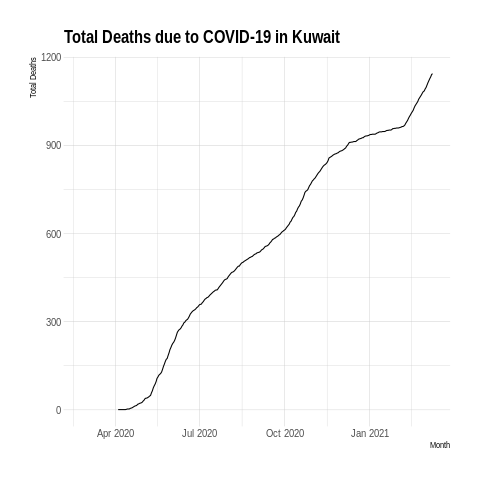 Total Deaths due to COVID-19 in Kuwait
Total Deaths
1200
900
600
300
0
Apr 2020 Jul 2020 Oct 2020 Jan 2021
Month